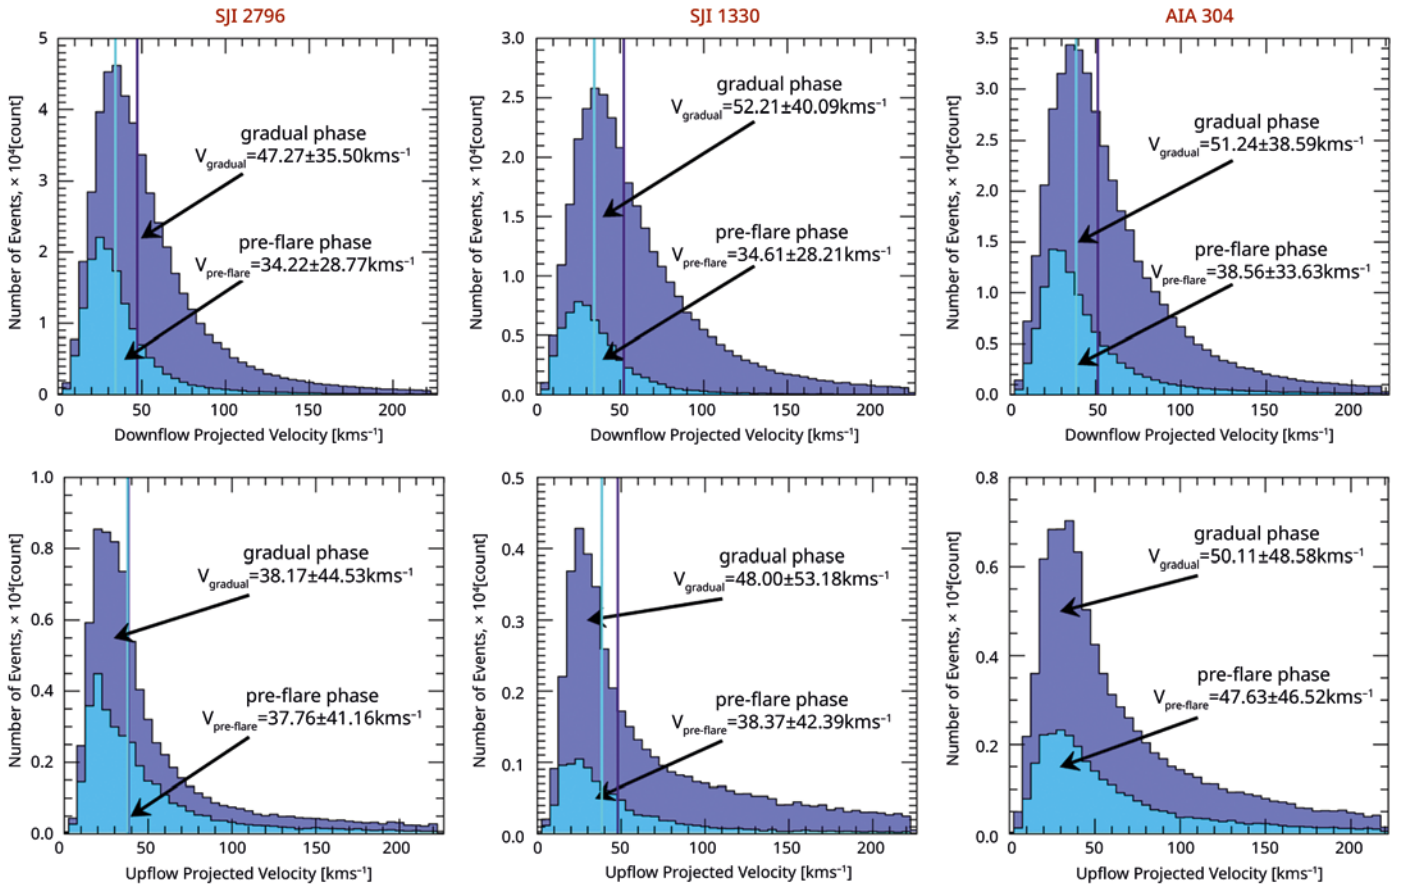 SJI 2796
5
4
3
2
1
0
Number of Events, × 10⁴[count]
gradual phase
Vgradual=47.27±35.50kms⁻¹
pre-flare phase
Vpre-flare=34.22±28.77kms⁻¹
0 50 100 150 200
Downflow Projected Velocity [kms⁻¹]
SJI 1330
3.0
2.5
2.0
1.5
1.0
0.5
0.0
Number of Events, × 10⁴[count]
gradual phase
Vgradual=52.21±40.09kms⁻¹
pre-flare phase
Vpre-flare=34.61±28.21kms⁻¹
0 50 100 150 200
Downflow Projected Velocity [kms⁻¹]
AIA 304
3.5
3.0
2.5
2.0
1.5
1.0
0.5
0.0
Number of Events, × 10⁴[count]
gradual phase
Vgradual=51.24±38.59kms⁻¹
pre-flare phase
Vpre-flare=38.56±33.63kms⁻¹
0 50 100 150 200
Downflow Projected Velocity [kms⁻¹]
1.0
0.8
0.6
0.4
0.2
0.0
Number of Events, × 10⁴[count]
gradual phase
Vgradual=38.17±44.53kms⁻¹
pre-flare phase
Vpre-flare=37.76±41.16kms⁻¹
0 50 100 150 200
Upflow Projected Velocity [kms⁻¹]
0.5
0.4
0.3
0.2
0.1
0.0
Number of Events, × 10⁴[count]
gradual phase
Vgradual=48.00±53.18kms⁻¹
pre-flare phase
Vpre-flare=38.37±42.39kms⁻¹
0 50 100 150 200
Upflow Projected Velocity [kms⁻¹]
0.8
0.6
0.4
0.2
0.0
Number of Events, × 10⁴[count]
gradual phase
Vgradual=50.11±48.58kms⁻¹
pre-flare phase
Vpre-flare=47.63±46.52kms⁻¹
0 50 100 150 200
Upflow Projected Velocity [kms⁻¹]